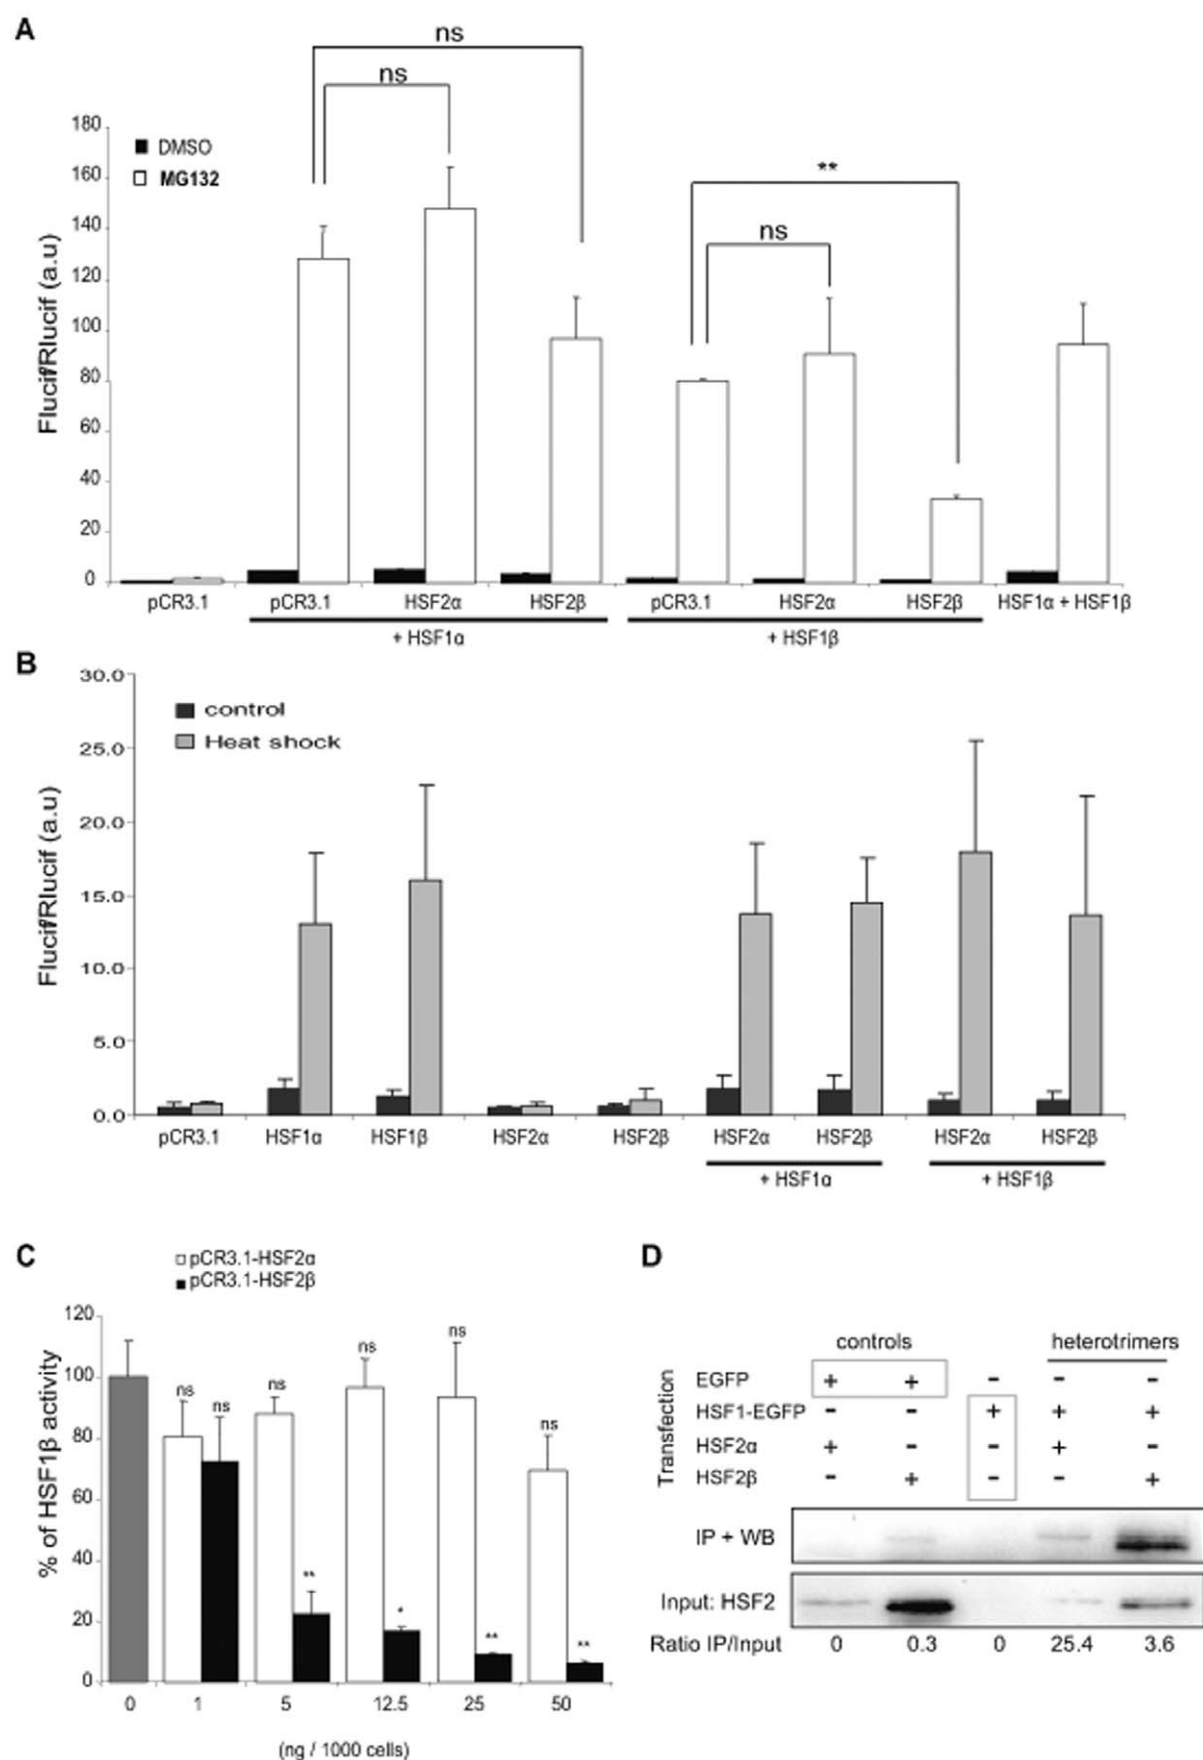 A
ns
ns
180
DMSO
160
MG132
**
140
ns
120
100
80
60
40
20
0
Flucif/Rlucif (a.u)
pCR3.1 pCR3.1 HSF2α HSF2β pCR3.1 HSF2α HSF2β HSF1α + HSF1β
+ HSF1α + HSF1β
B
30.0
control
Heat shock
25.0
20.0
15.0
10.0
5.0
0.0
Flucif/Rlucif (a.u)
pCR3.1 HSF1α HSF1β HSF2α HSF2β HSF2α HSF2β HSF2α HSF2β
+ HSF1α + HSF1β
C
pCR3.1-HSF2α
pCR3.1-HSF2β
120
100
80
60
40
20
0
% of HSF1β activity
ns ns ns ns ns ns
** * ** **
0 1 5 12.5 25 50
(ng / 1000 cells)
D
controls heterotrimers
Transfection
EGFP + + - - -
HSF1-EGFP - - + + +
HSF2α + - - + -
HSF2β - + - - +
IP + WB
Input: HSF2
Ratio IP/Input 0 0.3 0 25.4 3.6